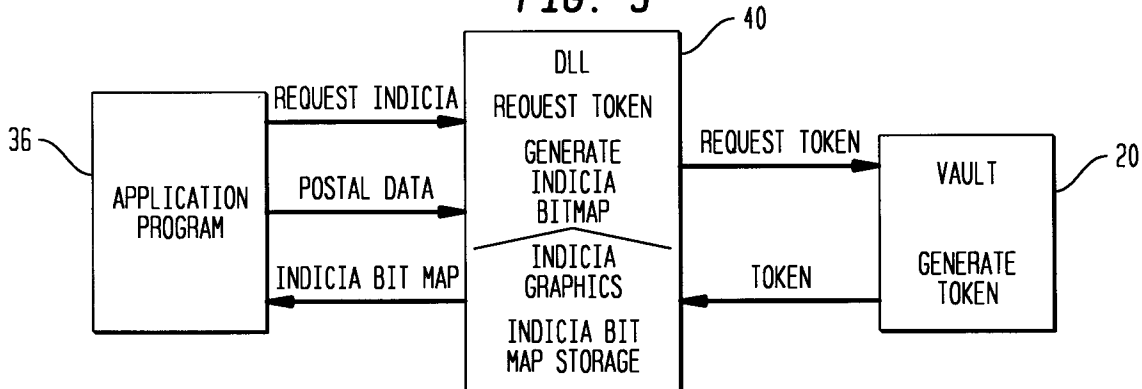 FIG. 5
40
DLL
REQUEST TOKEN
GENERATE
INDICIA
BITMAP
INDICIA
GRAPHICS
INDICIA BIT
MAP STORAGE
36
APPLICATION
PROGRAM
REQUEST INDICIA
POSTAL DATA
INDICIA BIT MAP
REQUEST TOKEN
TOKEN
20
VAULT
GENERATE
TOKEN